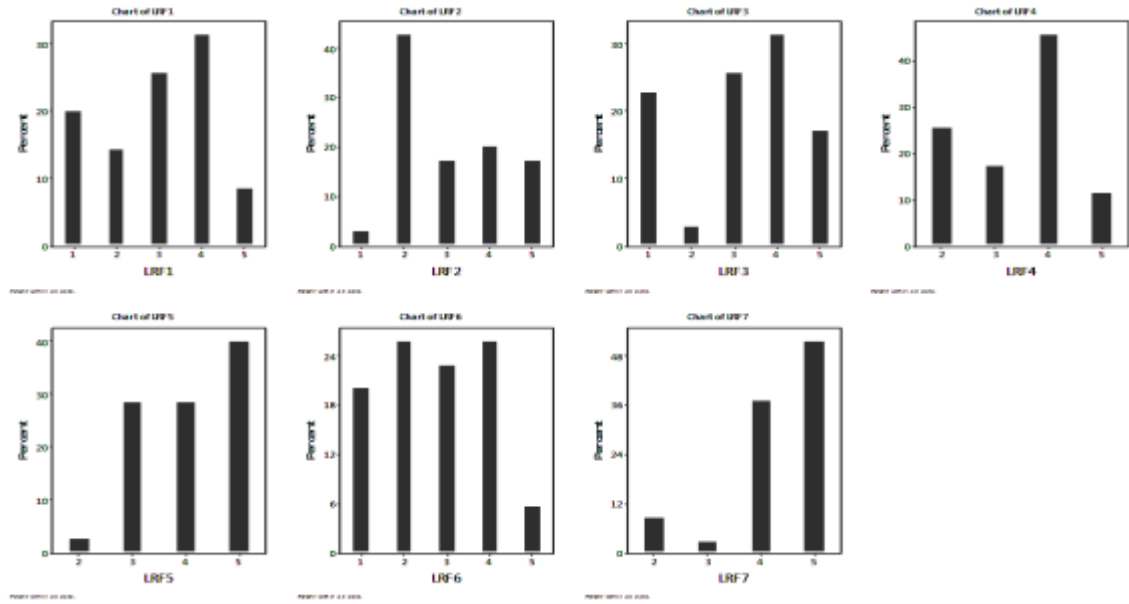 Chart of LRF1
Percent
30
20
10
0
1 2 3 4 5
LRF1
Chart of LRF2
Percent
40
30
20
10
0
1 2 3 4 5
LRF2
Chart of LRF3
Percent
30
20
10
0
1 2 3 4 5
LRF3
Chart of LRF4
Percent
40
30
20
10
0
2 3 4 5
LRF4
Chart of LRF5
Percent
40
30
20
10
0
2 3 4 5
LRF5
Chart of LRF6
Percent
24
18
12
6
0
1 2 3 4 5
LRF6
Chart of LRF7
Percent
48
36
24
12
0
2 3 4 5
LRF7